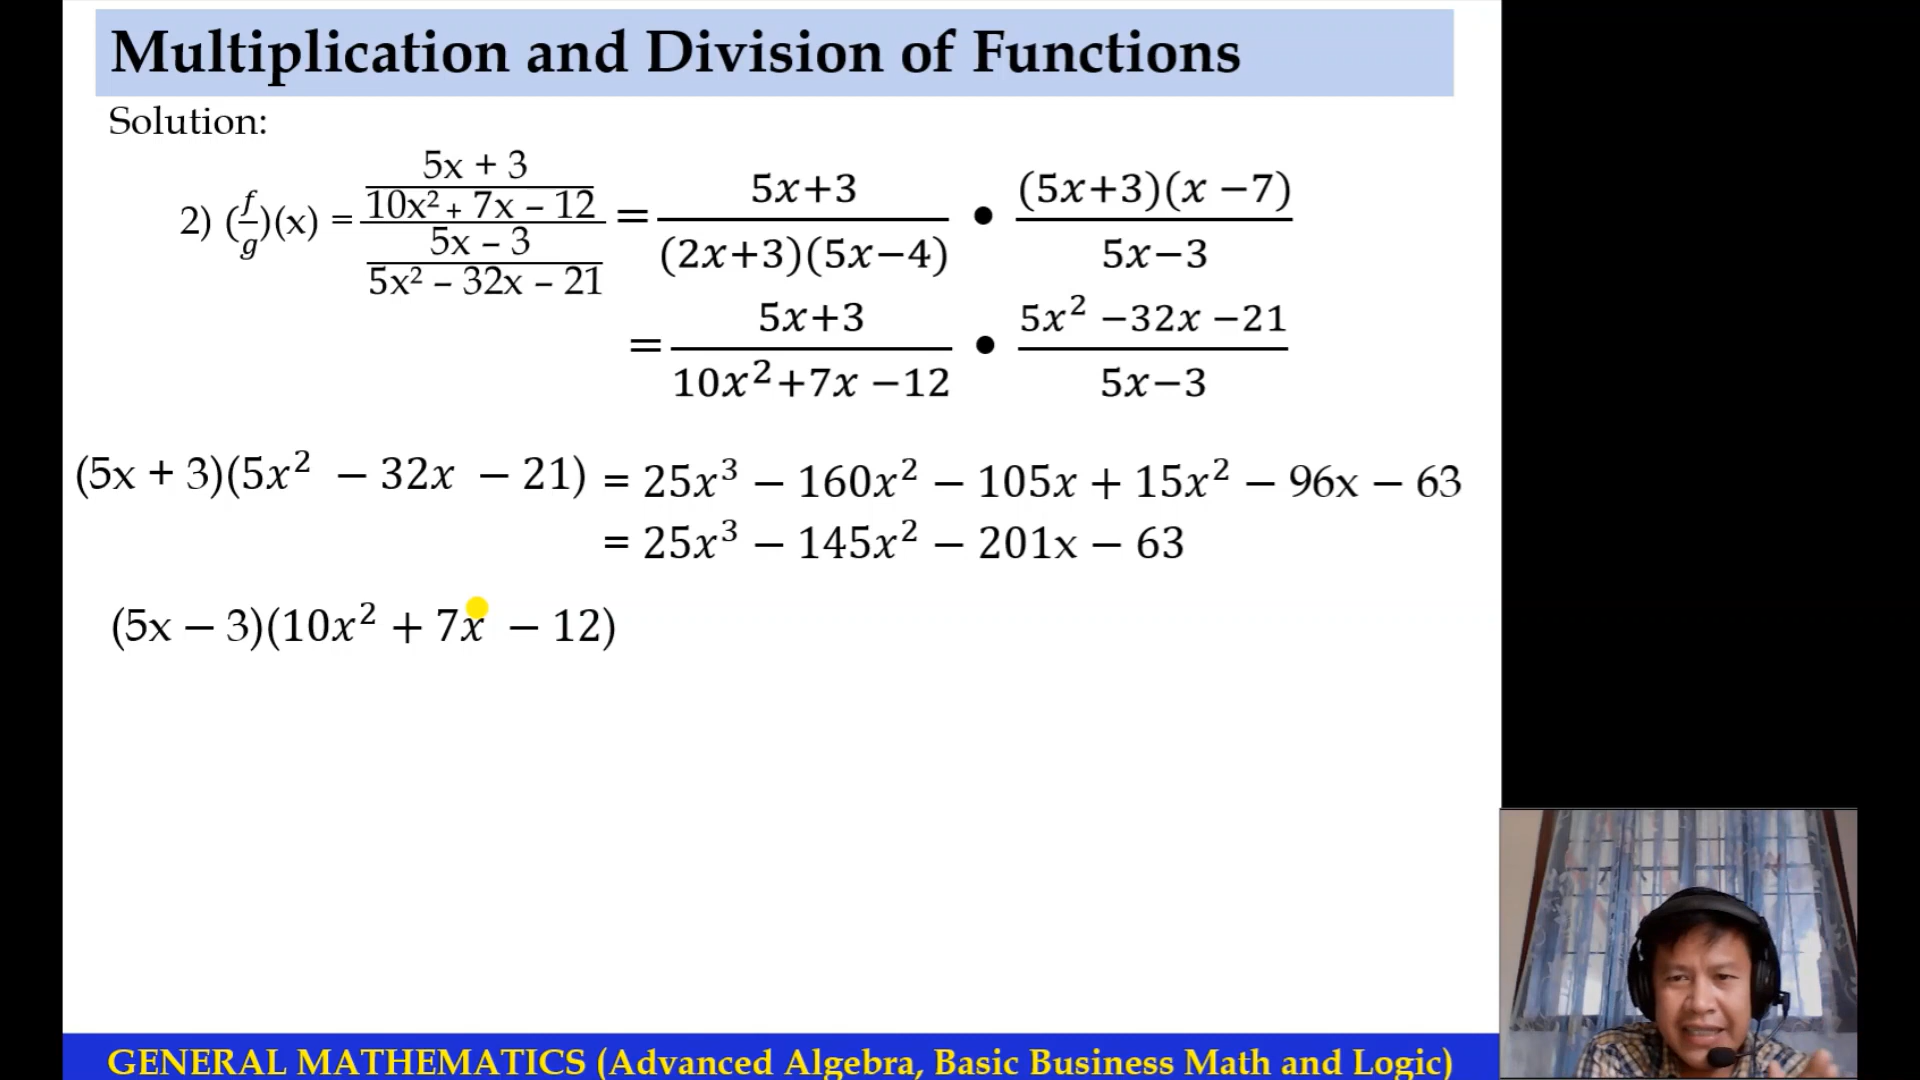 Multiplication and Division of Functions
Solution:
2) (f/g)(x) = ((5x + 3)/(10x² + 7x – 12))/((5x – 3)/(5x² – 32x – 21)) = (5x+3)/((2x+3)(5x−4)) • ((5x+3)(x −7))/(5x−3)
= (5x+3)/(10x²+7x −12) • (5x² −32x −21)/(5x−3)
(5x + 3)(5x² − 32x − 21) = 25x³ − 160x² − 105x + 15x² − 96x − 63
= 25x³ − 145x² − 201x − 63
(5x − 3)(10x² + 7x − 12)
GENERAL MATHEMATICS (Advanced Algebra, Basic Business Math and Logic)